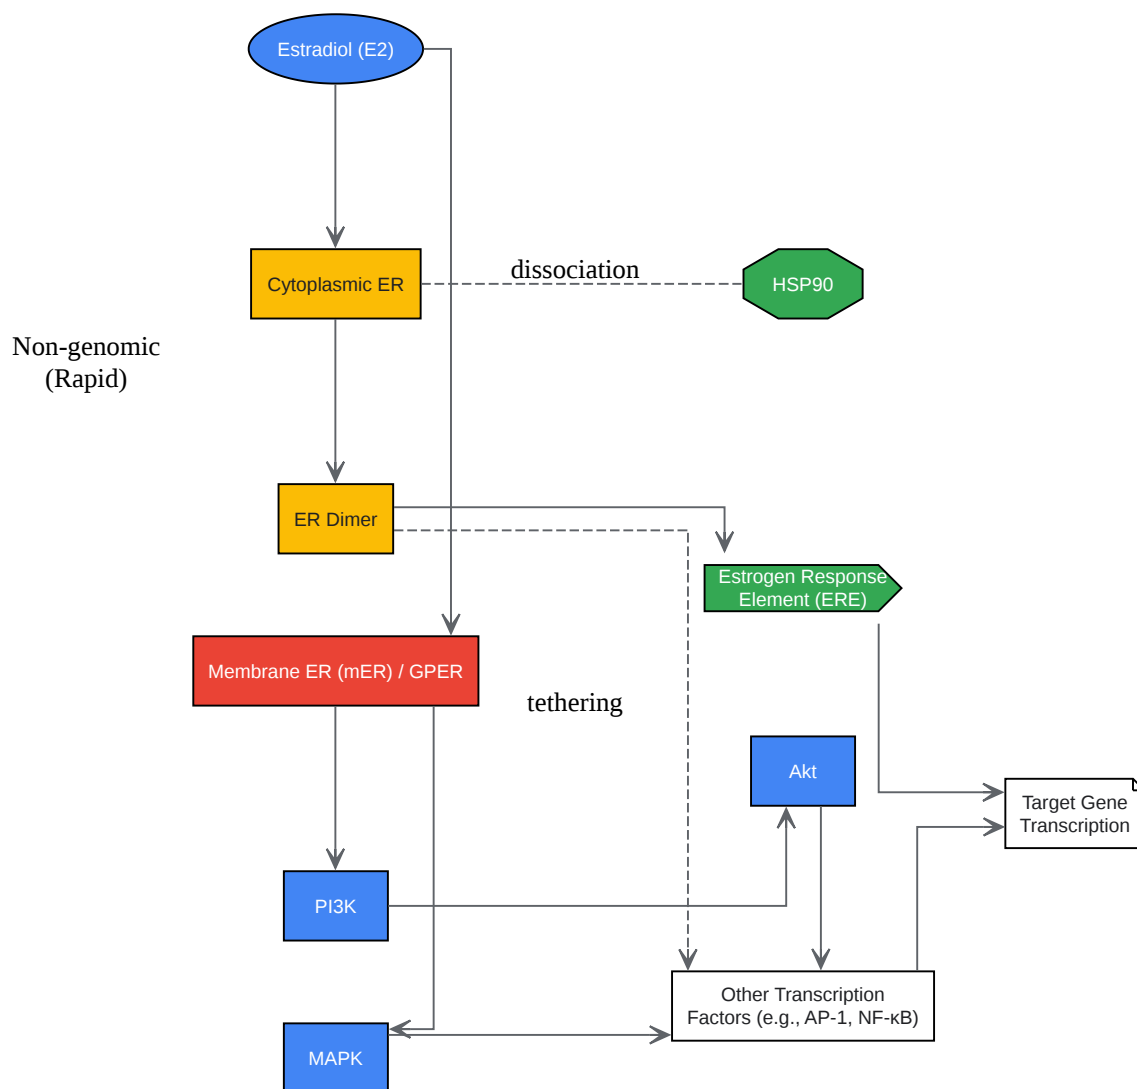 Estradiol (E2)
Cytoplasmic ER
dissociation
HSP90
Non-genomic
(Rapid)
ER Dimer
Estrogen Response
Element (ERE)
Membrane ER (mER) / GPER
tethering
Akt
Target Gene
Transcription
PI3K
Other Transcription
Factors (e.g., AP-1, NF-κB)
MAPK